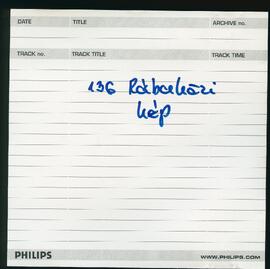 DATE TITLE ARCHIVE no.
TRACK no. TRACK TITLE TRACK TIME
136 Rábaközi
kép
PHILIPS WWW.PHILIPS.COM